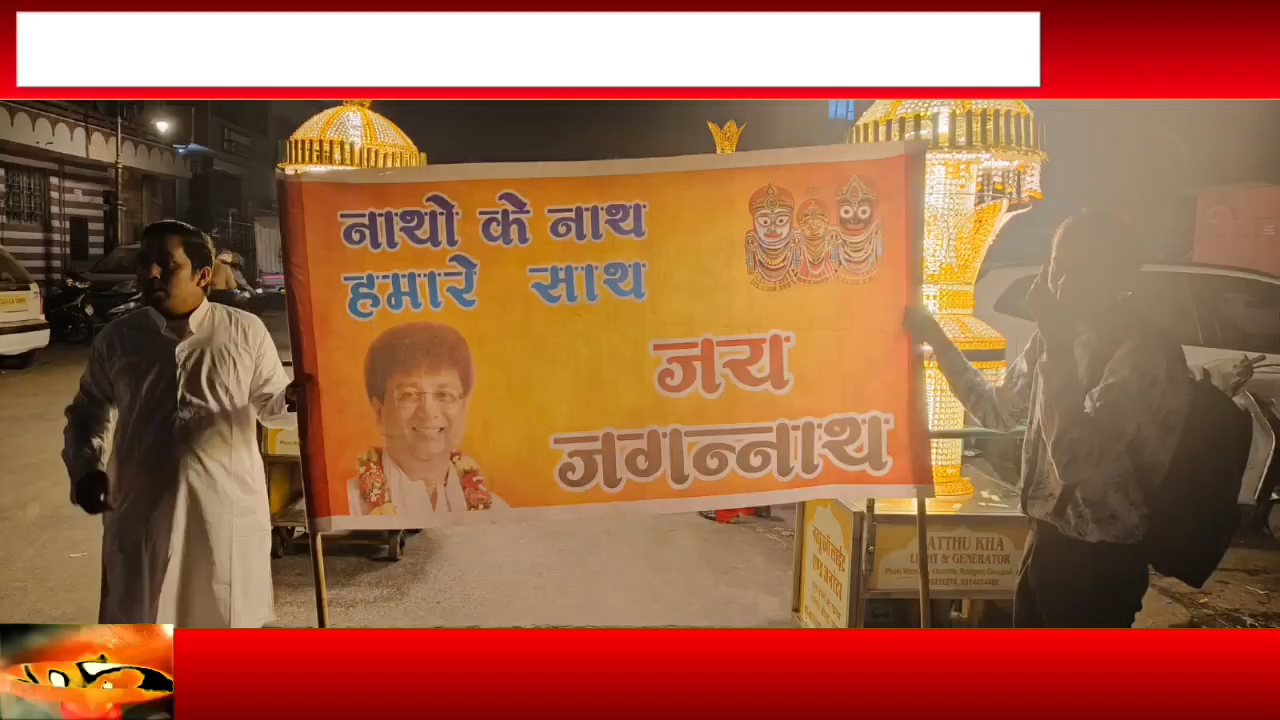 नाथो के नाथ
हमारे साथ
जय
जगन्नाथ
ATTHU KHA
LIGHT & GENERATOR